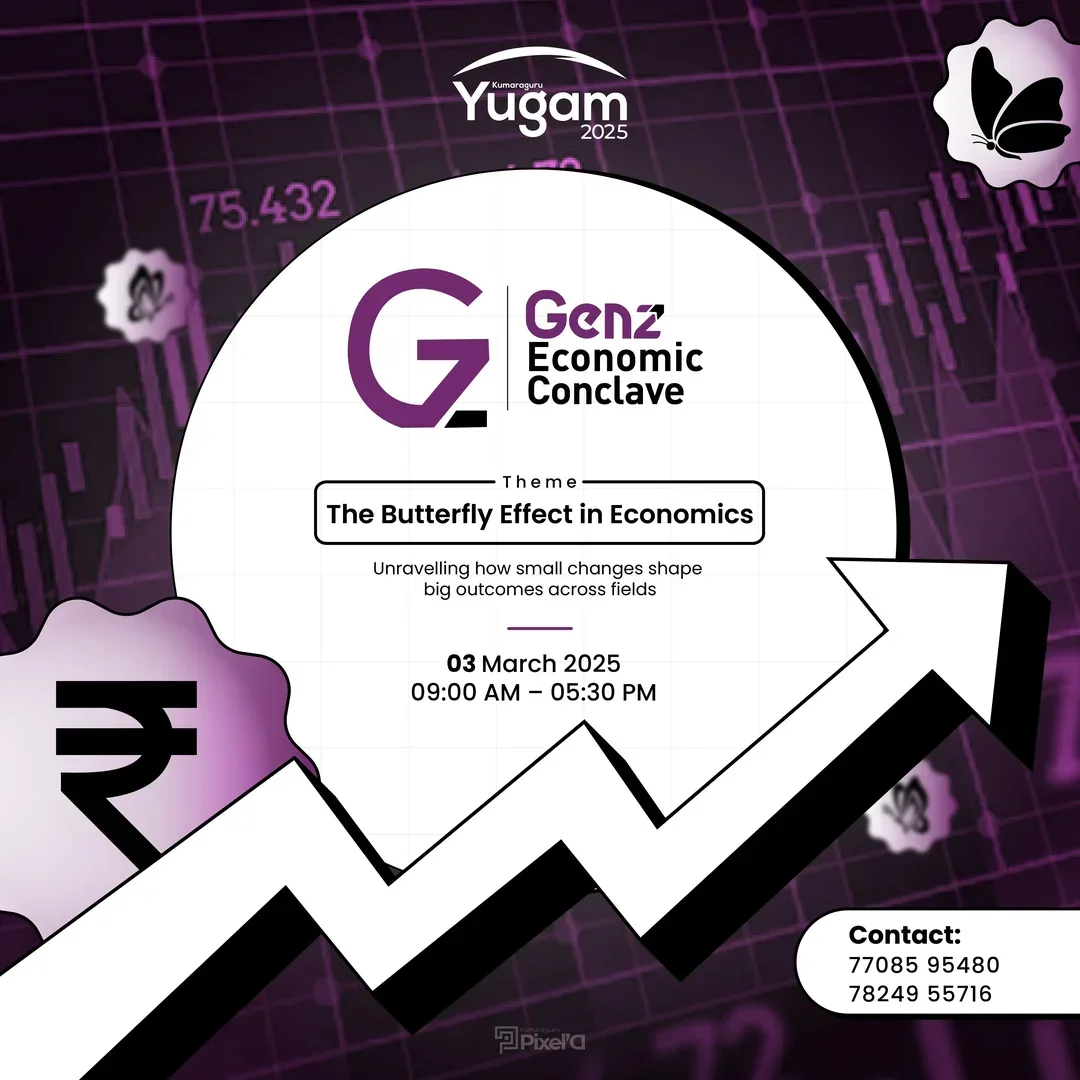 Kumaraguru
Yugam
2025
75.432
Genz
Economic
Conclave
Theme
The Butterfly Effect in Economics
Unravelling how small changes shape
big outcomes across fields
03 March 2025
09:00 AM – 05:30 PM
₹
Contact:
77085 95480
78249 55716
Kumaraguru
Pixel'a